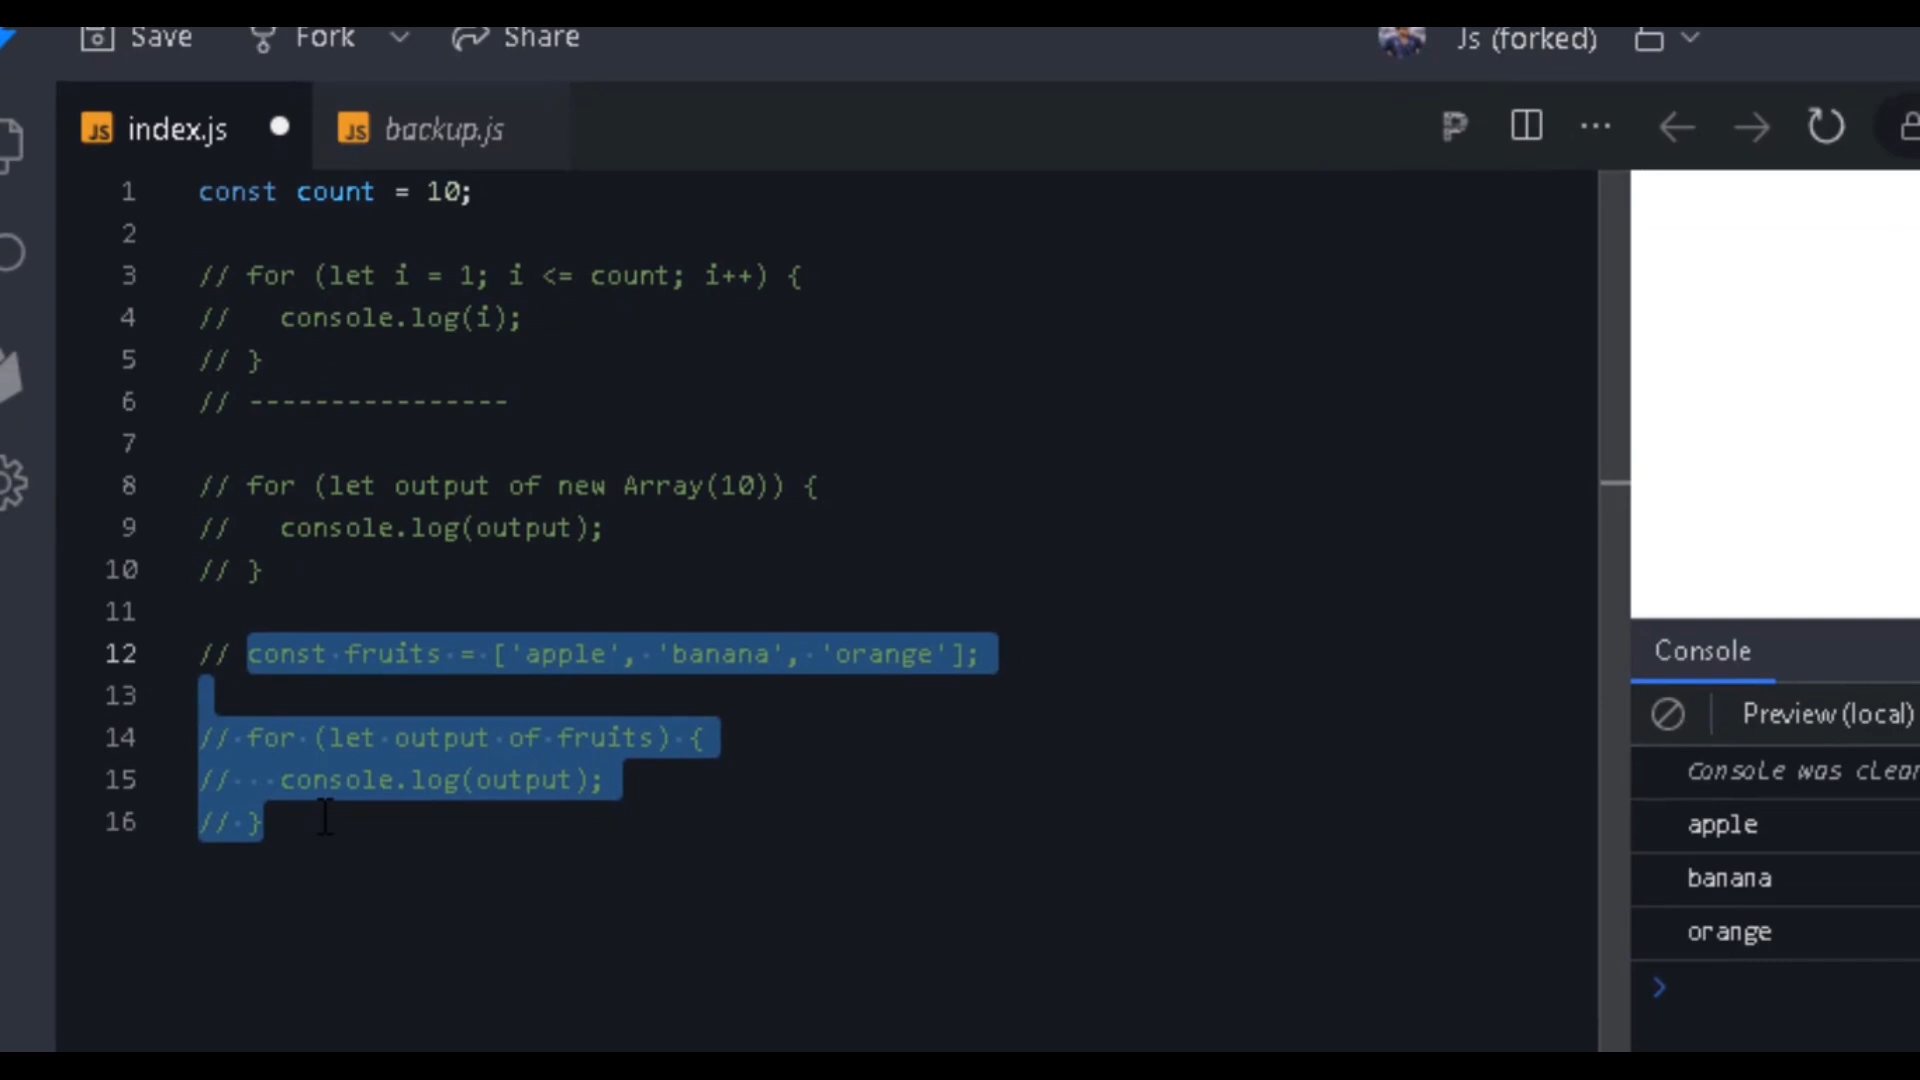 Save Fork Share Js (forked)
JS index.js JS backup.js
1 const count = 10;
2
3 // for (let i = 1; i <= count; i++) {
4 //   console.log(i);
5 // }
6 // ----------------
7
8 // for (let output of new Array(10)) {
9 //   console.log(output);
10 // }
11
12 // const fruits = ['apple', 'banana', 'orange'];
13
14 // for (let output of fruits) {
15 //   console.log(output);
16 // }
Console
Preview (local)
Console was clear
apple
banana
orange